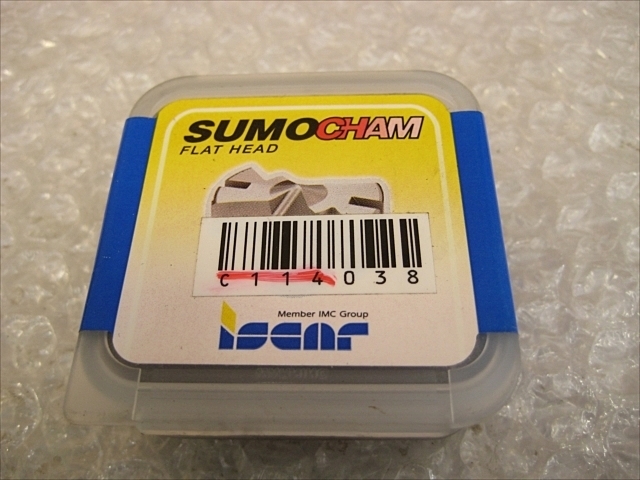 SUMOCHAM
FLAT HEAD
C114038
Member IMC Group
iscar